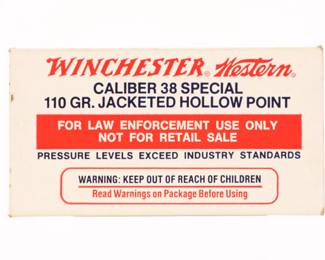 WINCHESTER® Western®
CALIBER 38 SPECIAL
110 GR. JACKETED HOLLOW POINT
FOR LAW ENFORCEMENT USE ONLY
NOT FOR RETAIL SALE
PRESSURE LEVELS EXCEED INDUSTRY STANDARDS
WARNING: KEEP OUT OF REACH OF CHILDREN
Read Warnings on Package Before Using